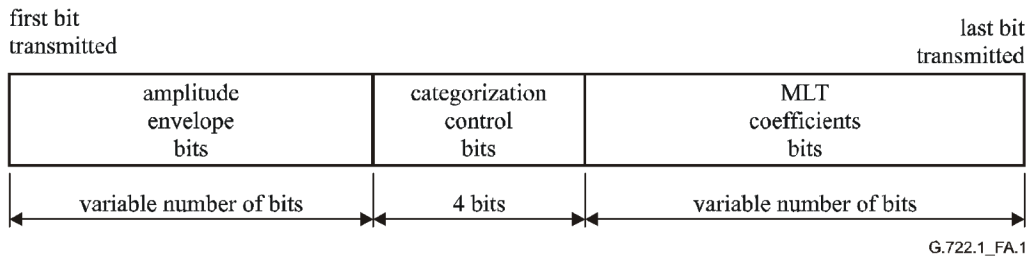 first bit
transmitted
last bit
transmitted
amplitude
envelope
bits
categorization
control
bits
MLT
coefficients
bits
variable number of bits
4 bits
variable number of bits
G.722.1_FA.1